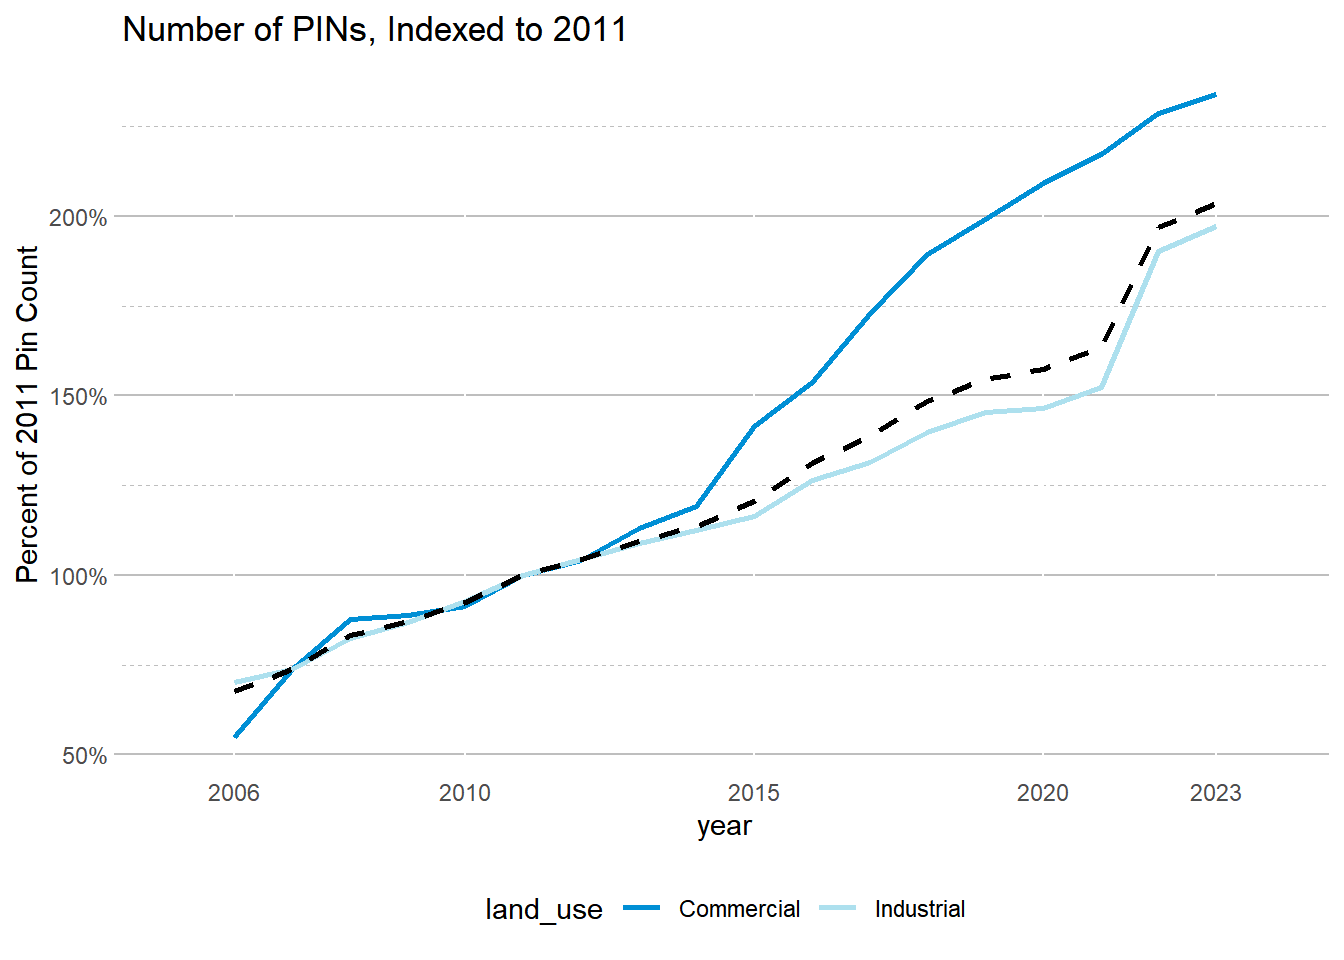 Number of PINs, Indexed to 2011
Percent of 2011 Pin Count
200%
150%
100%
50%
2006 2010 2015 2020 2023
year
land_use Commercial Industrial